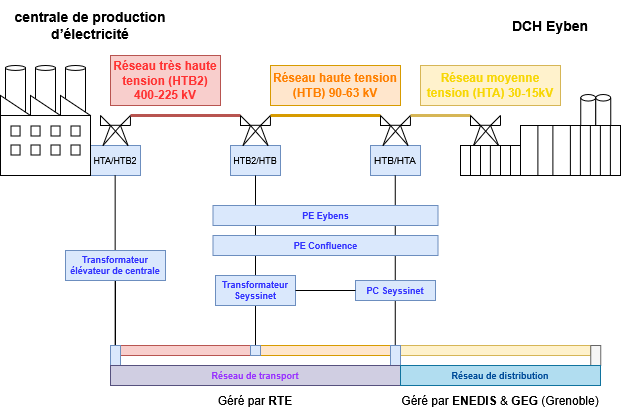 centrale de production
d'électricité
DCH Eyben
Réseau très haute
tension (HTB2)
400-225 kV
Réseau haute tension
(HTB) 90-63 kV
Réseau moyenne
tension (HTA) 30-15kV
HTA/HTB2
HTB2/HTB
HTB/HTA
PE Eybens
PE Confluence
Transformateur
élévateur de centrale
Transformateur
Seyssinet
PC Seyssinet
Réseau de transport
Réseau de distribution
Géré par RTE
Géré par ENEDIS & GEG (Grenoble)